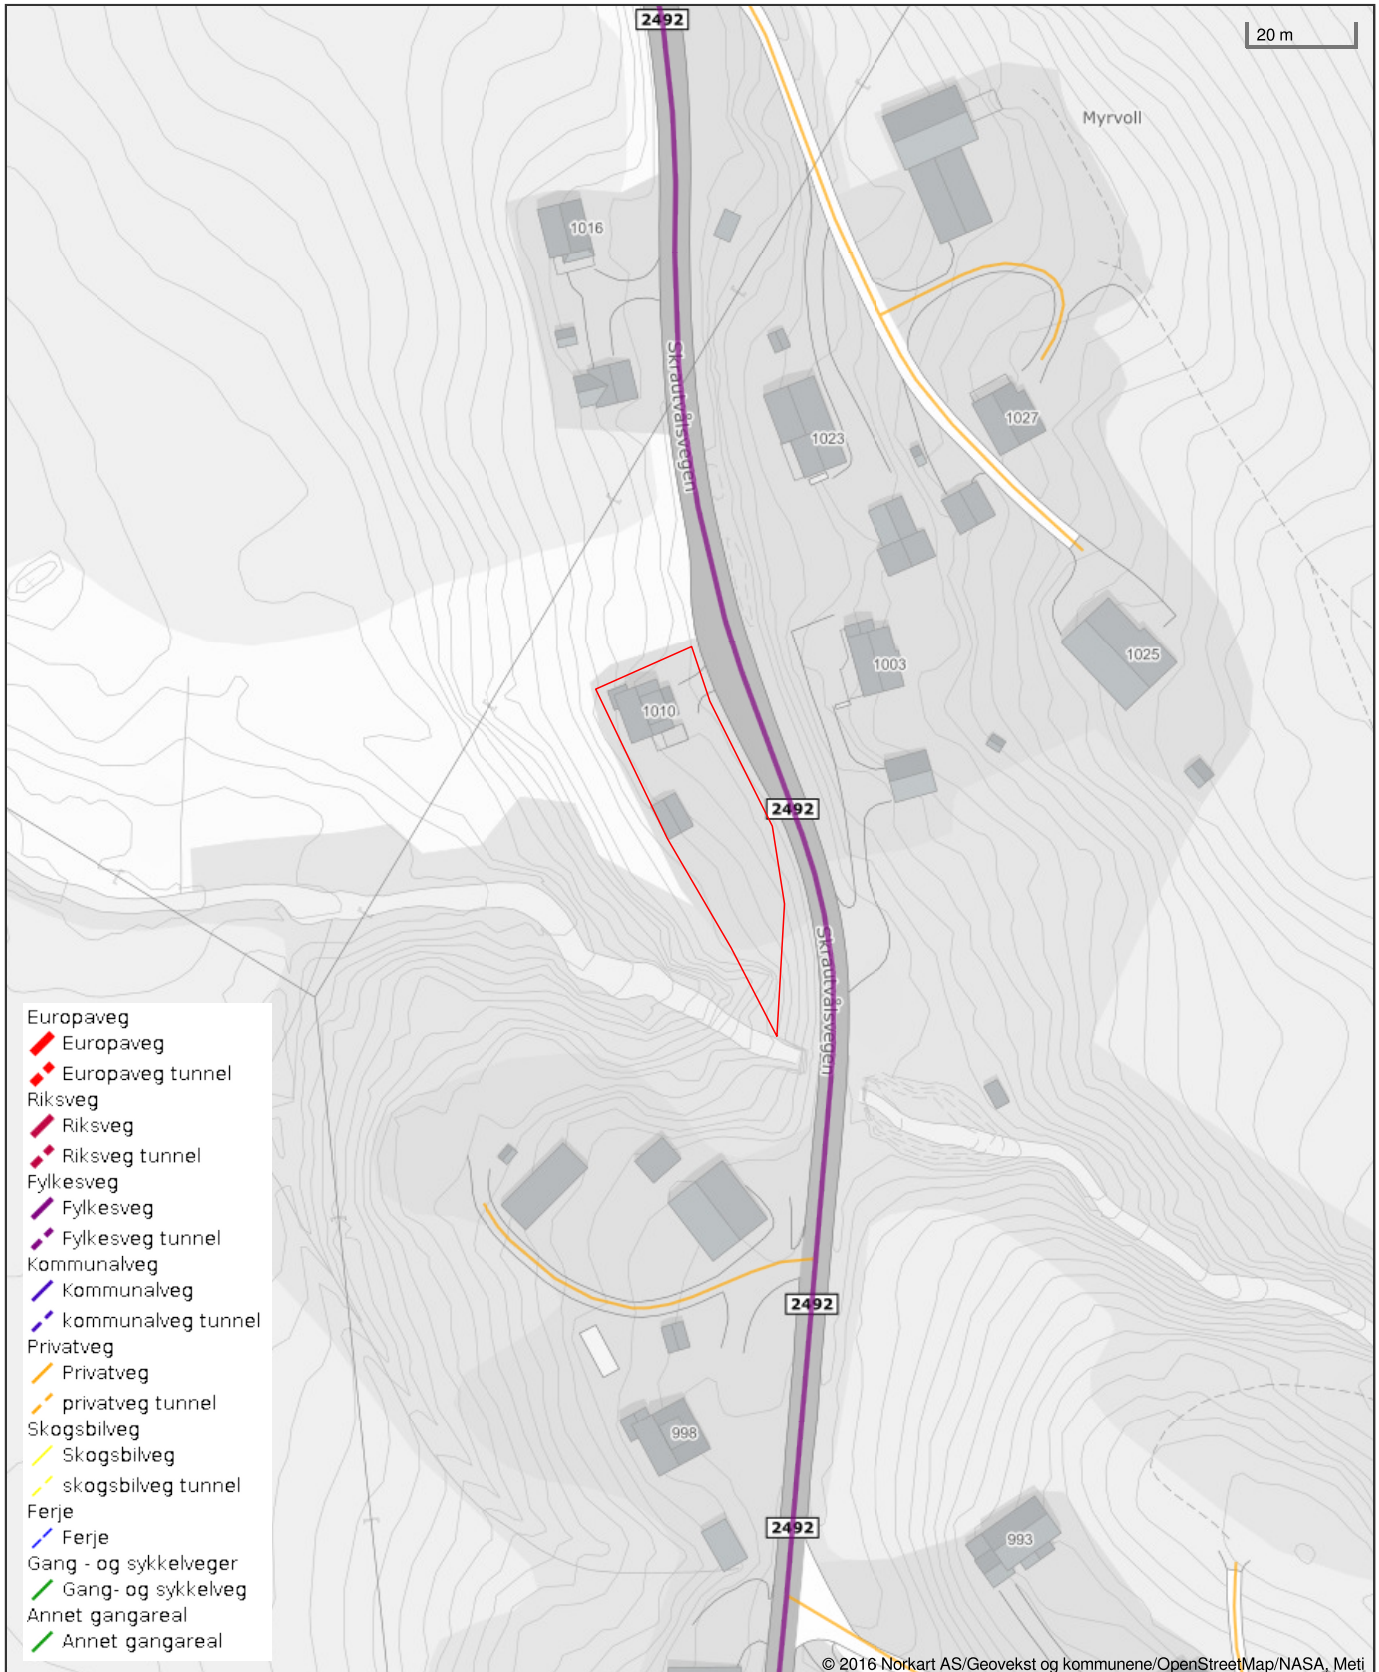 2492
20 m
Myrvoll
1016
Skrautvålsvegen
1027
1023
1003
1025
1010
2492
Skrautvålsvegen
Europaveg
Europaveg
Europaveg tunnel
Riksveg
Riksveg
Riksveg tunnel
Fylkesveg
Fylkesveg
Fylkesveg tunnel
Kommunalveg
Kommunalveg
kommunalveg tunnel
Privatveg
Privatveg
privatveg tunnel
Skogsbilveg
Skogsbilveg
skogsbilveg tunnel
Ferje
Ferje
Gang - og sykkelveger
Gang- og sykkelveg
Annet gangareal
Annet gangareal
2492
998
2492
993
© 2016 Norkart AS/Geovekst og kommunene/OpenStreetMap/NASA, Meti